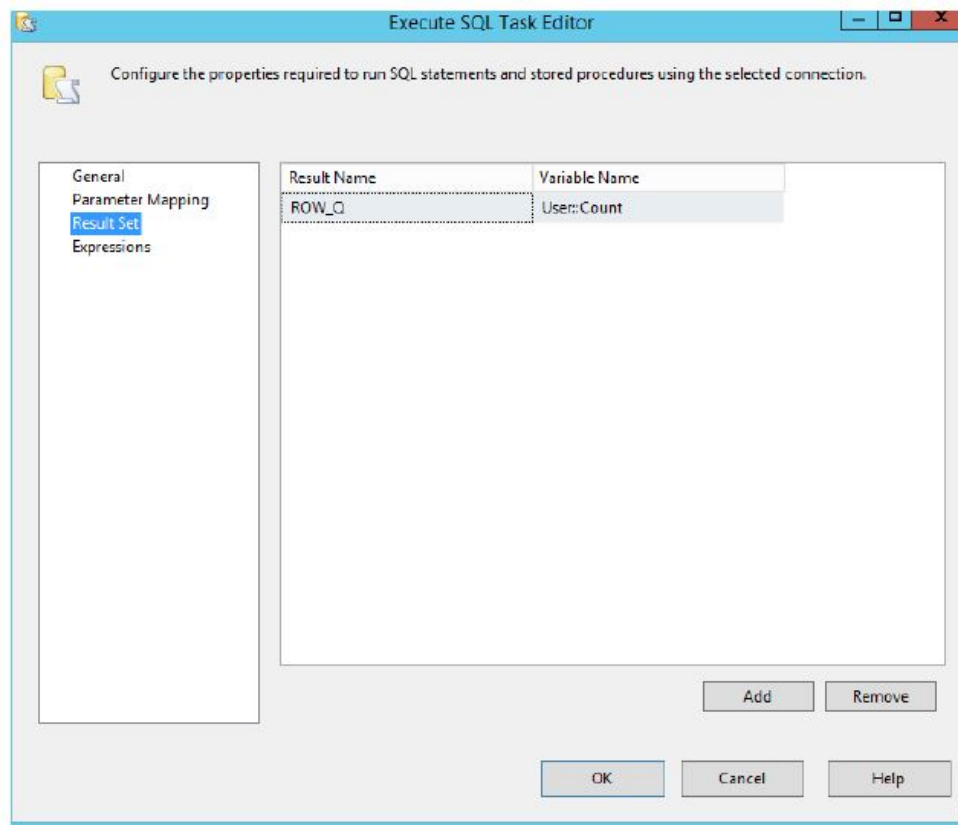 Execute SQL Task Editor
Configure the properties required to run SQL statements and stored procedures using the selected connection.
General
Parameter Mapping
Result Set
Expressions
Result Name Variable Name
ROW_Q User::Count
Add Remove
OK Cancel Help